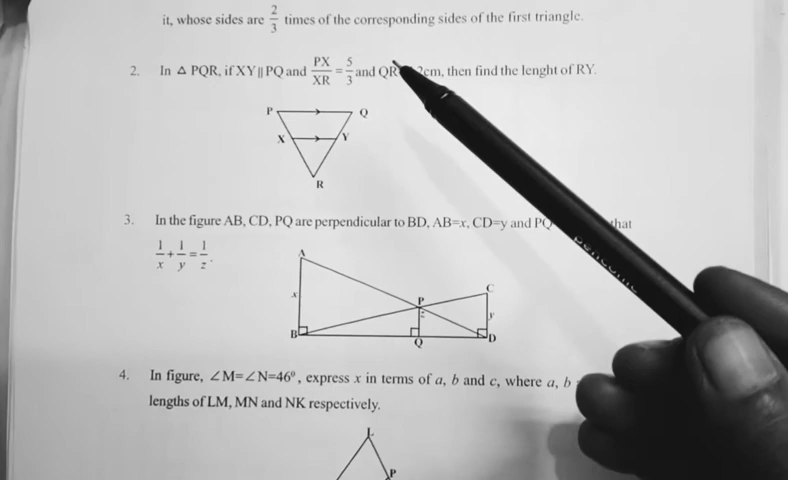 it, whose sides are 2/3 times of the corresponding sides of the first triangle.
2. In Δ PQR, if XY || PQ and PX/XR = 5/3 and QR 2cm, then find the lenght of RY.
P Q
X Y
R
3. In the figure AB, CD, PQ are perpendicular to BD, AB=x, CD=y and PQ that
1/x + 1/y = 1/z.
A
C
x P
z y
B Q D
4. In figure, ∠M=∠N=46°, express x in terms of a, b and c, where a, b
lengths of LM, MN and NK respectively.
L
P